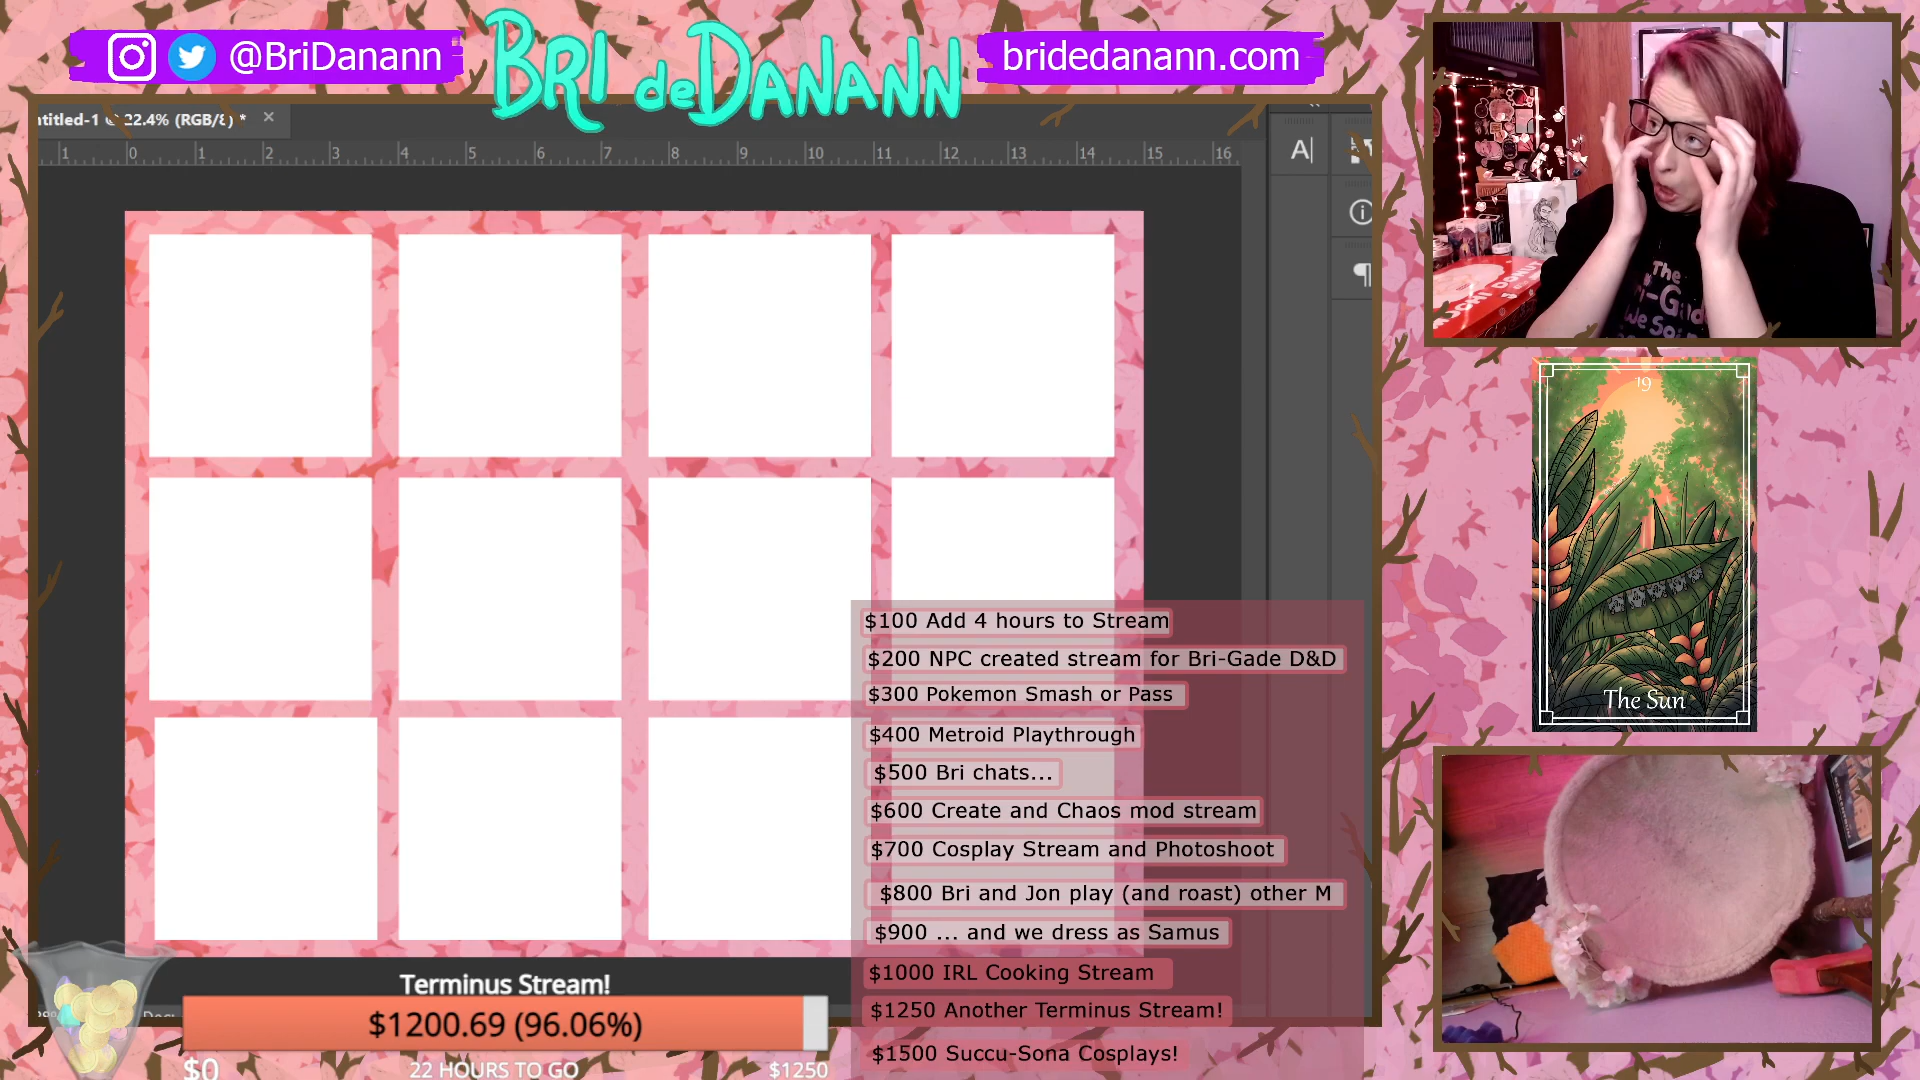 @BriDanann
BRI deDANANN
bridedanann.com
ntitled-1 @ 22.4% (RGB/8) * ×
1 0 1 2 3 4 5 6 7 8 9 10 11 12 13 14 15 16
A
The
We
19
The Sun
$100 Add 4 hours to Stream
$200 NPC created stream for Bri-Gade D&D
$300 Pokemon Smash or Pass
$400 Metroid Playthrough
$500 Bri chats...
$600 Create and Chaos mod stream
$700 Cosplay Stream and Photoshoot
$800 Bri and Jon play (and roast) other M
$900 ... and we dress as Samus
$1000 IRL Cooking Stream
$1250 Another Terminus Stream!
$1500 Succu-Sona Cosplays!
Terminus Stream!
$1200.69 (96.06%)
$0 22 HOURS TO GO $1250